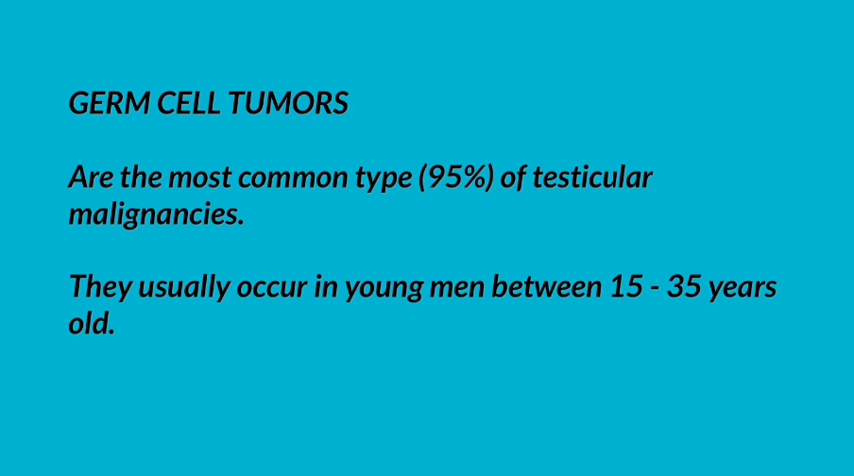 GERM CELL TUMORS
Are the most common type (95%) of testicular
malignancies.
They usually occur in young men between 15 - 35 years
old.